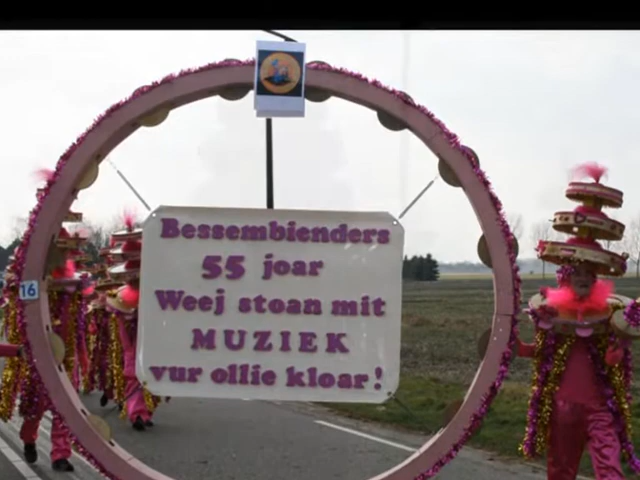 Bessembienders
55 joar
Weej stoan mit
MUZIEK
vur ollie kloar!
16